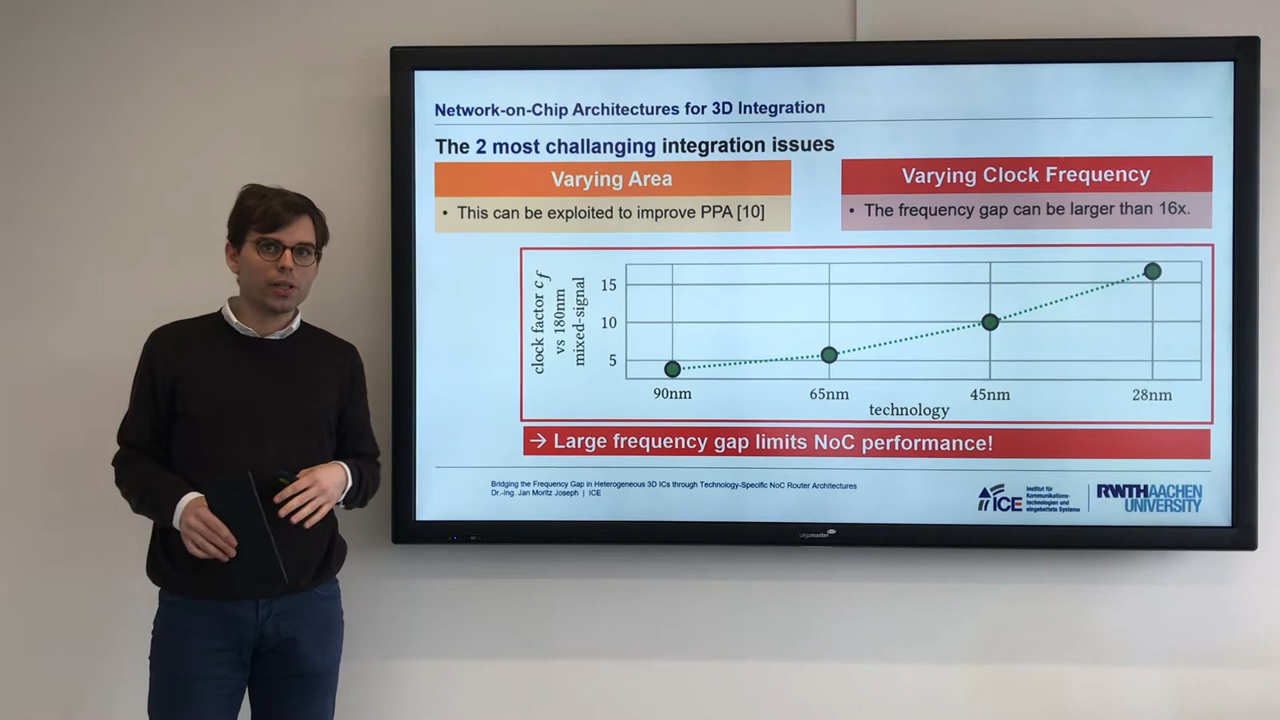 Network-on-Chip Architectures for 3D Integration
The 2 most challanging integration issues
Varying Area
• This can be exploited to improve PPA [10]
Varying Clock Frequency
• The frequency gap can be larger than 16x.
clock factor cf
vs 180nm
mixed-signal
15
10
5
90nm
65nm
45nm
28nm
technology
→ Large frequency gap limits NoC performance!
Bridging the Frequency Gap in Heterogeneous 3D ICs through Technology-Specific NoC Router Architectures
Dr.-Ing. Jan Moritz Joseph | ICE
ICE
Institut für
Kommunikations-
technologien und
eingebettete Systeme
RWTHAACHEN
UNIVERSITY
Legamaster